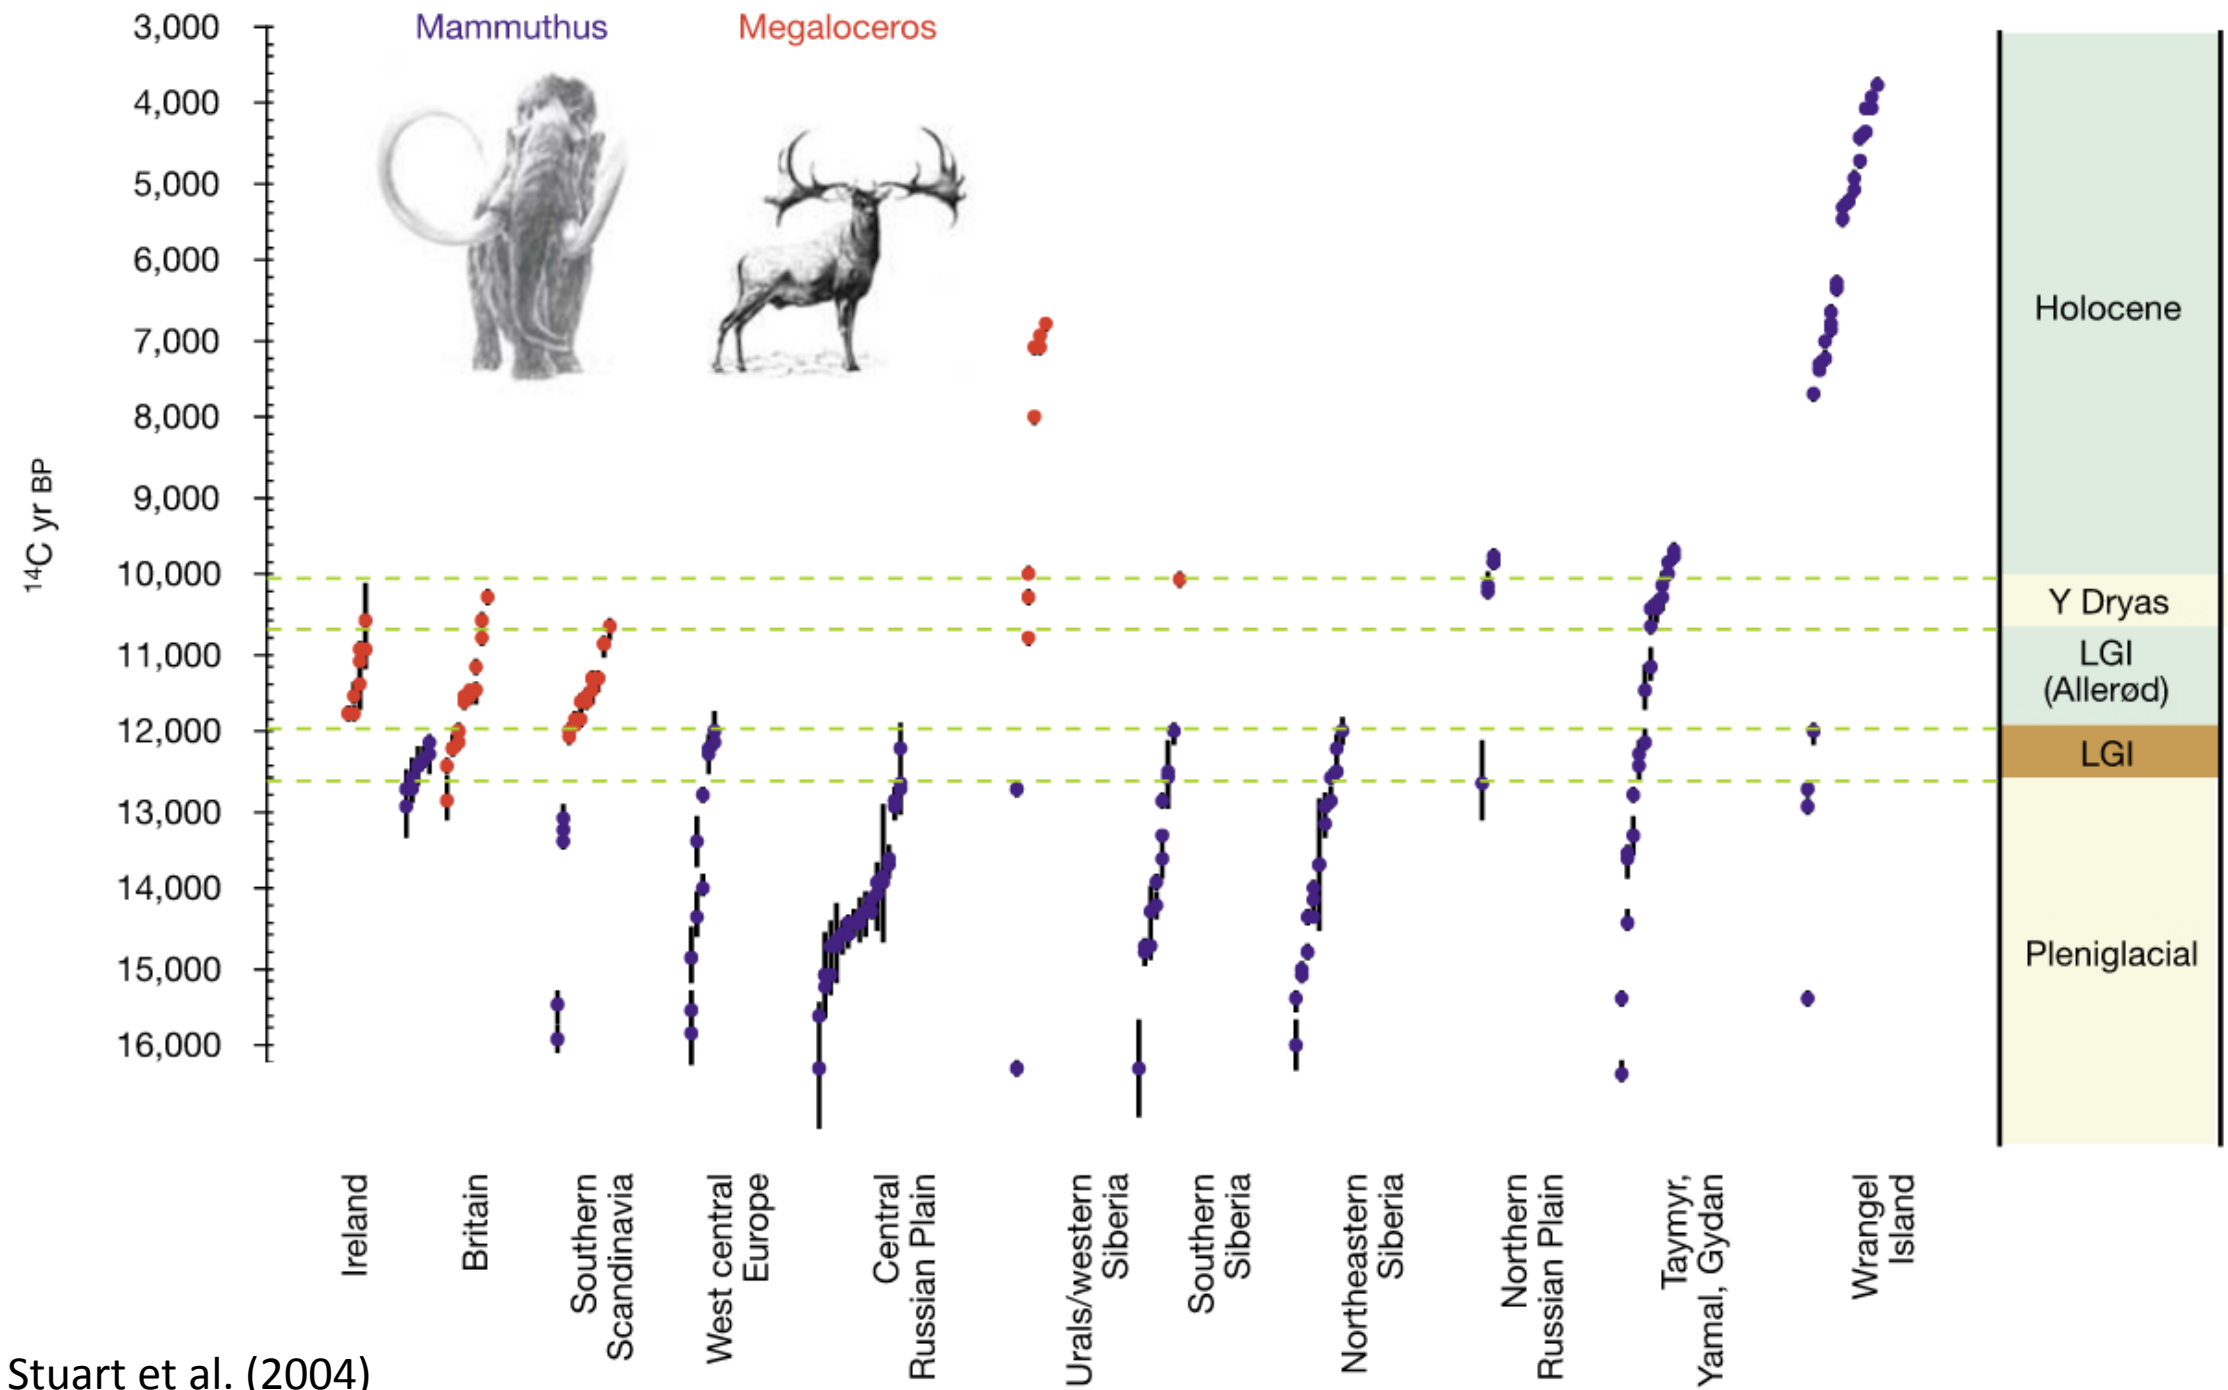 Mammuthus
Megaloceros
3,000
4,000
5,000
6,000
7,000
8,000
9,000
10,000
11,000
12,000
13,000
14,000
15,000
16,000
¹⁴C yr BP
Holocene
Y Dryas
LGI
(Allerød)
LGI
Pleniglacial
Ireland
Britain
Southern
Scandinavia
West central
Europe
Central
Russian Plain
Urals/western
Siberia
Southern
Siberia
Northeastern
Siberia
Northern
Russian Plain
Taymyr,
Yamal, Gydan
Wrangel
Island
Stuart et al. (2004)